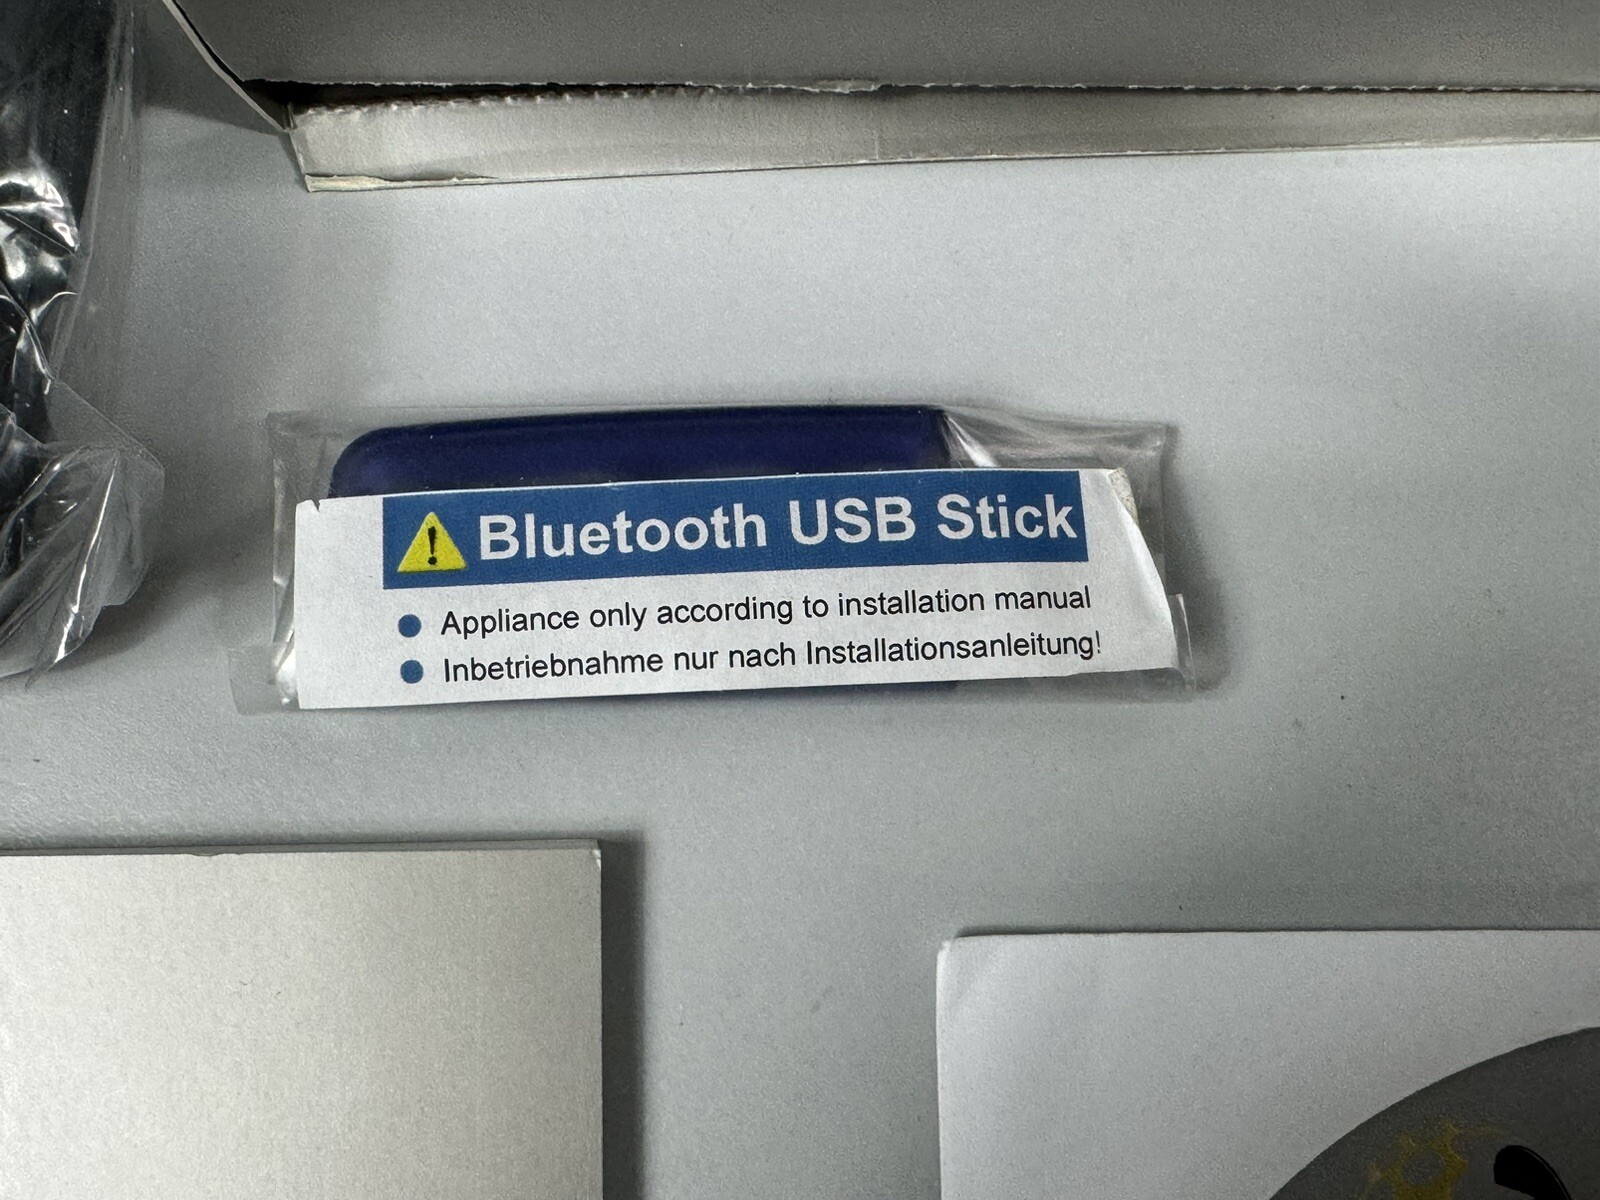 Bluetooth USB Stick
Appliance only according to installation manual
Inbetriebnahme nur nach Installationsanleitung!